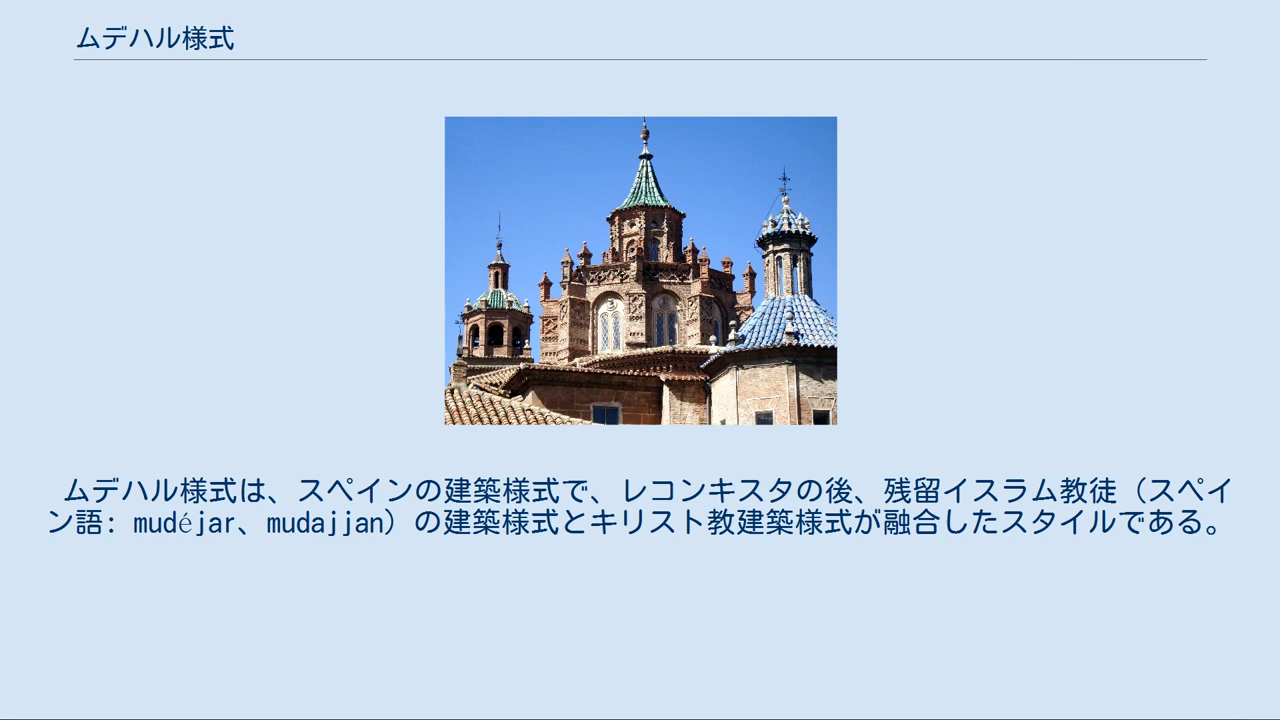 ムデハル様式
ムデハル様式は、スペインの建築様式で、レコンキスタの後、残留イスラム教徒（スペイ
ン語: mudéjar、mudajjan）の建築様式とキリスト教建築様式が融合したスタイルである。